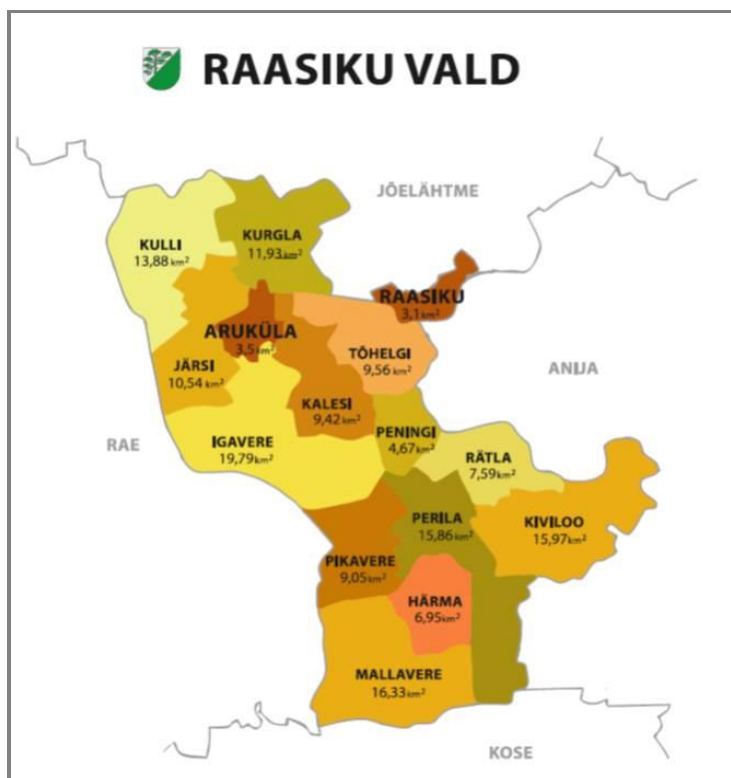 RAASIKU VALD
JÕELÄHTME
KULLI
13,88 km²
KURGLA
11,93 km²
RAASIKU
3,1 km²
ARUKÜLA
3,5 km²
TÕHELGI
9,56 km²
JÄRSI
10,54 km²
ANIJA
KALESI
9,42 km²
PENINGI
4,67 km²
RAE
IGAVERE
19,79 km²
RÄTLA
7,59 km²
PERILA
15,86 km²
KIVILOO
15,97 km²
PIKAVERE
9,05 km²
HÄRMA
6,95 km²
MALLAVERE
16,33 km²
KOSE